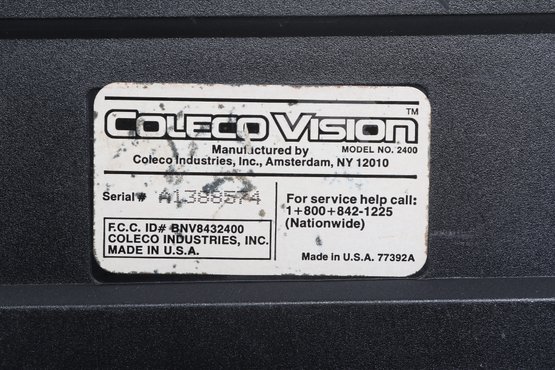 COLECOVISION™
Manufactured by MODEL NO. 2400
Coleco Industries, Inc., Amsterdam, NY 12010
Serial # A1388574
F.C.C. ID# BNV8432400
COLECO INDUSTRIES, INC.
MADE IN U.S.A.
For service help call:
1+800+842-1225
(Nationwide)
Made in U.S.A. 77392A